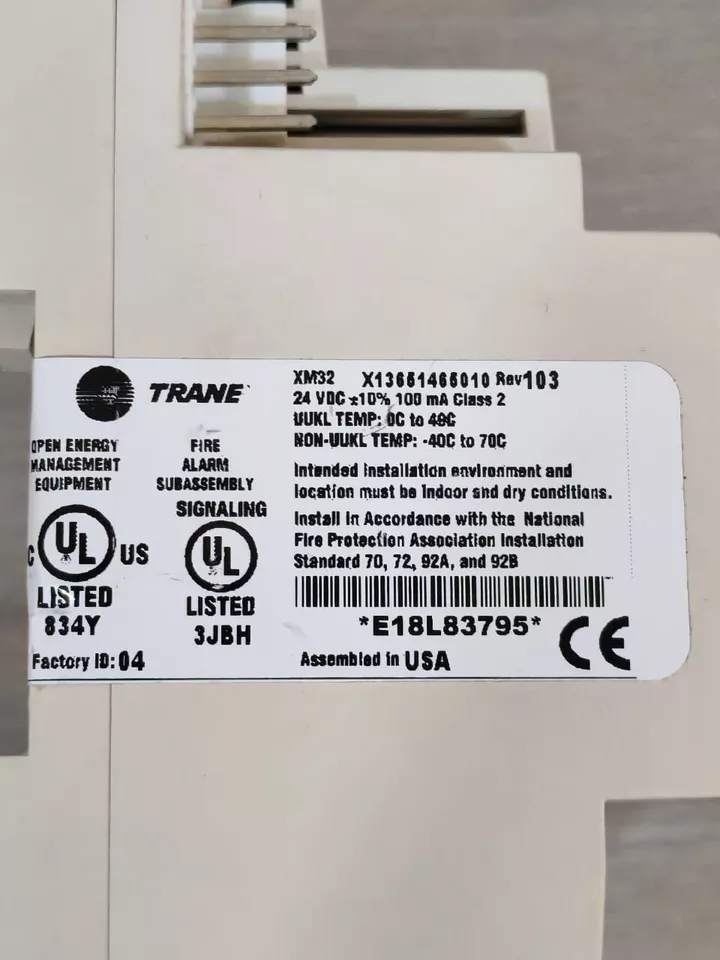 TRANE
XM32 X13651465010 Rev103
24 VDC ±10% 100 mA Class 2
UUKL TEMP: 0C to 49C
NON-UUKL TEMP: -40C to 70C
OPEN ENERGY
MANAGEMENT
EQUIPMENT
FIRE
ALARM
SUBASSEMBLY
SIGNALING
C UL US
LISTED
834Y
UL
LISTED
3JBH
Factory ID: 04
Intended installation environment and
location must be indoor and dry conditions.
Install in Accordance with the National
Fire Protection Association Installation
Standard 70, 72, 92A, and 92B
*E18L83795*
Assembled in USA
CE